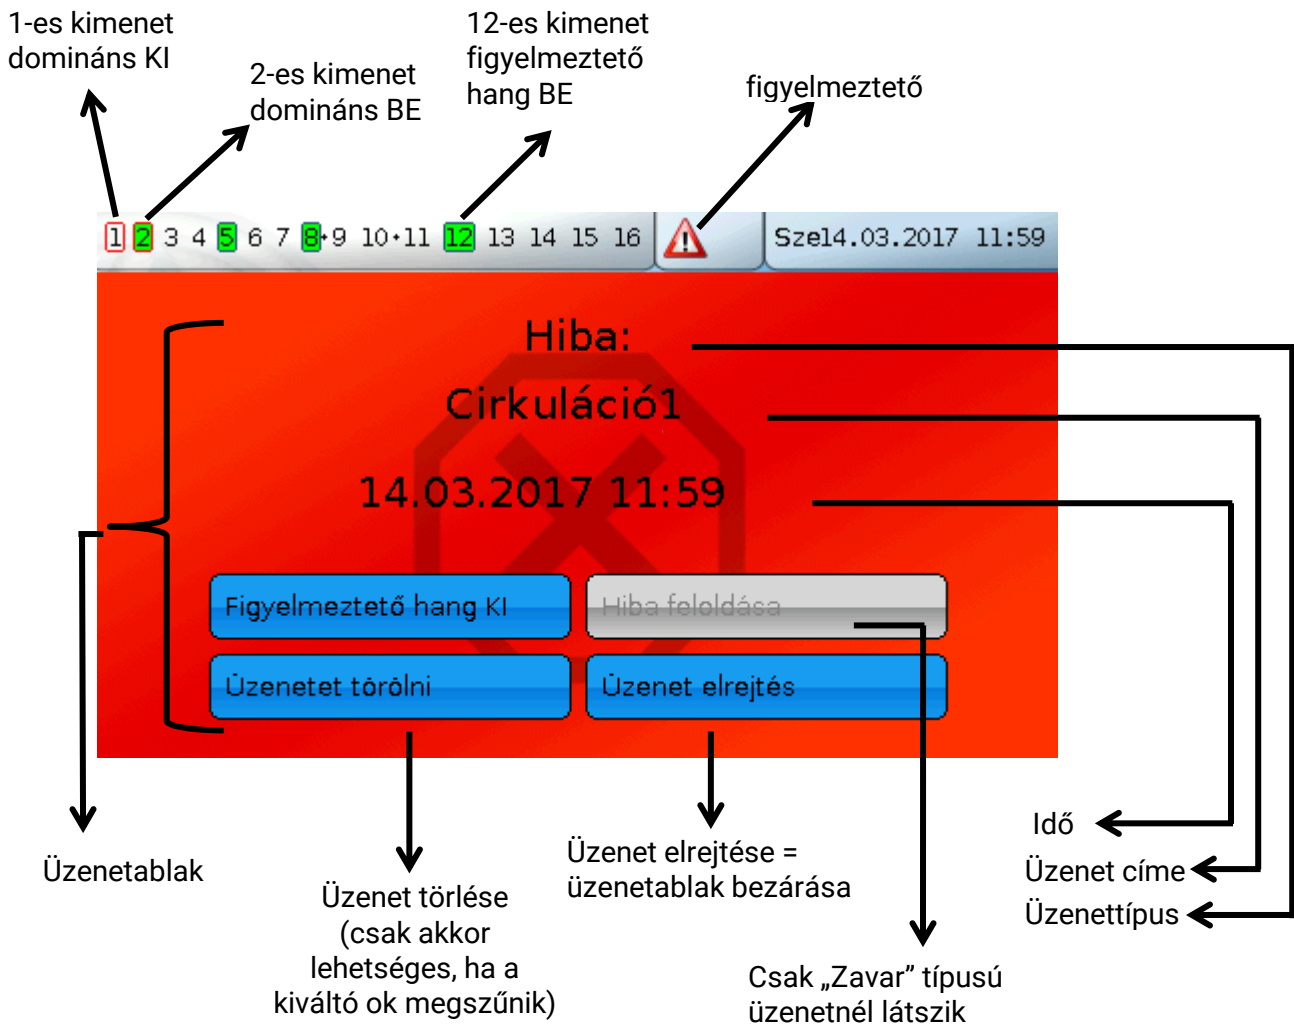 1-es kimenet
domináns KI
2-es kimenet
domináns BE
12-es kimenet
figyelmeztető
hang BE
figyelmeztető
1 2 3 4 5 6 7 8·9 10·11 12 13 14 15 16
Sze14.03.2017 11:59
Hiba:
Cirkuláció1
14.03.2017 11:59
Figyelmeztető hang KI
Hiba feloldása
Üzenetet törölni
Üzenet elrejtés
Üzenetablak
Üzenet törlése
(csak akkor
lehetséges, ha a
kiváltó ok megszűnik)
Üzenet elrejtése =
üzenetablak bezárása
Csak „Zavar” típusú
üzenetnél látszik
Idő
Üzenet címe
Üzenettípus